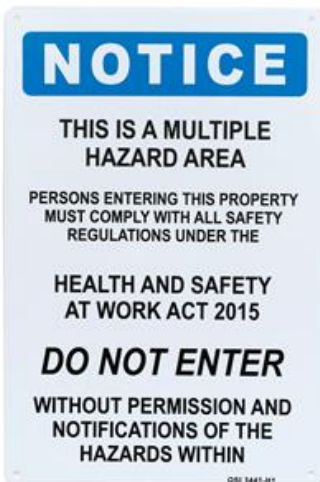 NOTICE
THIS IS A MULTIPLE
HAZARD AREA
PERSONS ENTERING THIS PROPERTY
MUST COMPLY WITH ALL SAFETY
REGULATIONS UNDER THE
HEALTH AND SAFETY
AT WORK ACT 2015
DO NOT ENTER
WITHOUT PERMISSION AND
NOTIFICATIONS OF THE
HAZARDS WITHIN